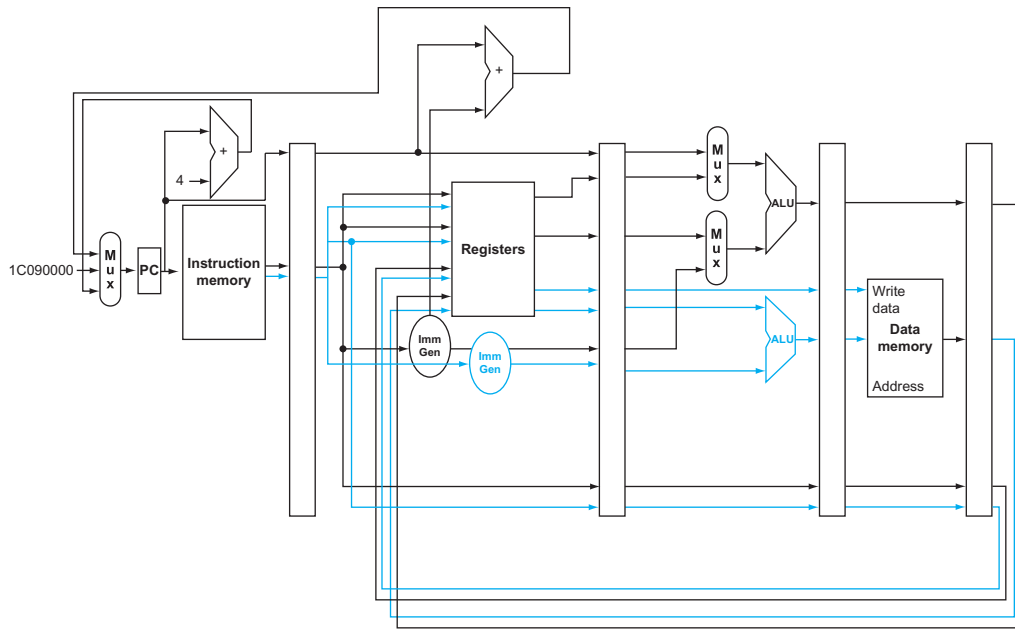 +
+
4
M
u
x
1C090000
PC
Instruction
memory
Registers
Imm
Gen
Imm
Gen
M
u
x
M
u
x
ALU
ALU
Write
data
Data
memory
Address